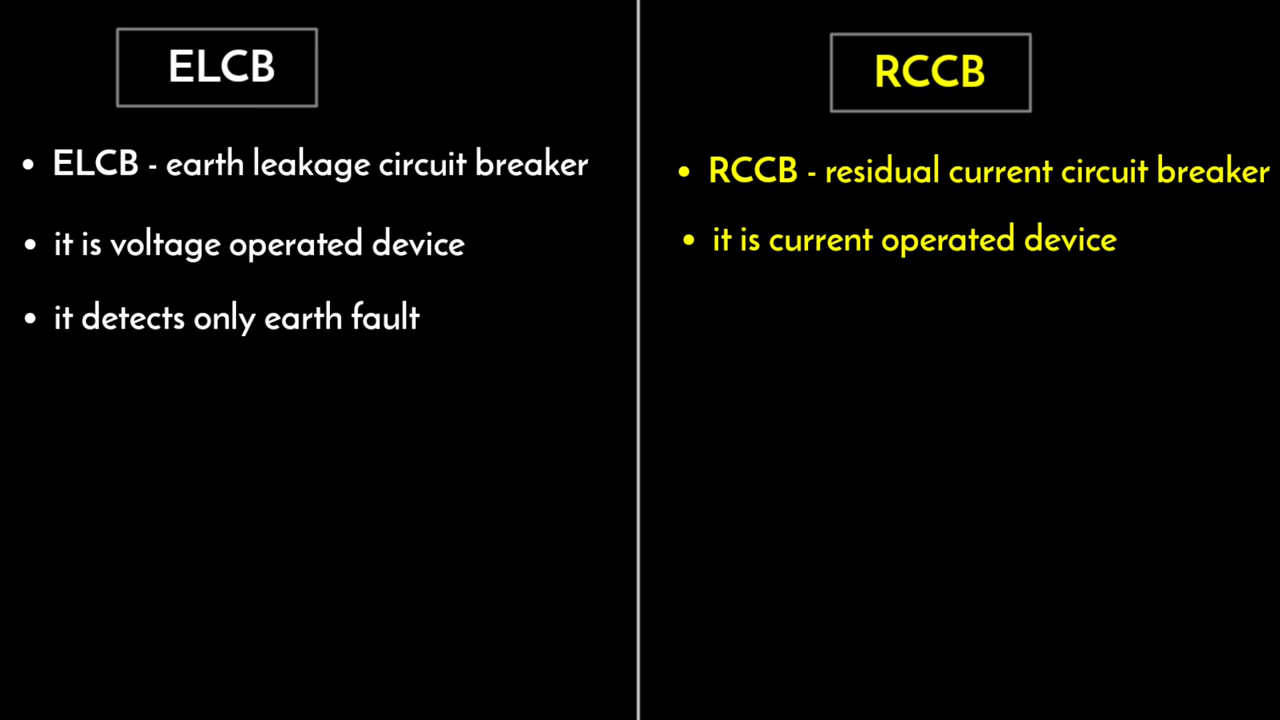 ELCB
• ELCB - earth leakage circuit breaker
• it is voltage operated device
• it detects only earth fault
RCCB
• RCCB - residual current circuit breaker
• it is current operated device